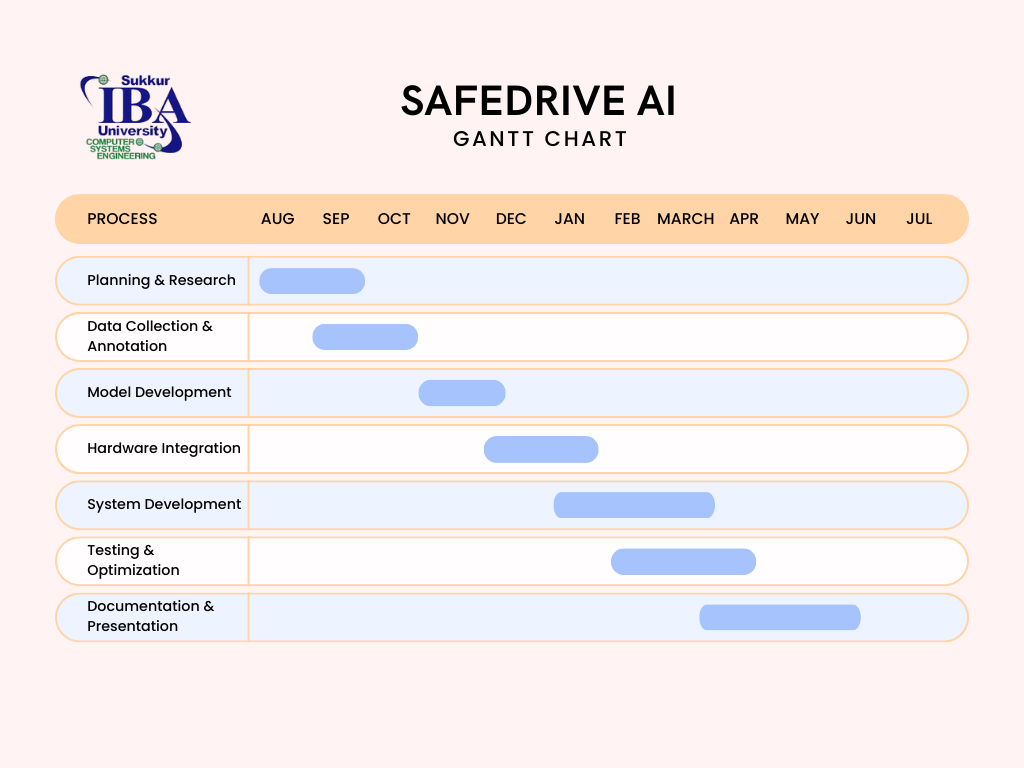 Sukkur
IBA
University
COMPUTER
SYSTEMS
ENGINEERING
SAFEDRIVE AI
GANTT CHART
PROCESS AUG SEP OCT NOV DEC JAN FEB MARCH APR MAY JUN JUL
Planning & Research
Data Collection &
Annotation
Model Development
Hardware Integration
System Development
Testing &
Optimization
Documentation &
Presentation